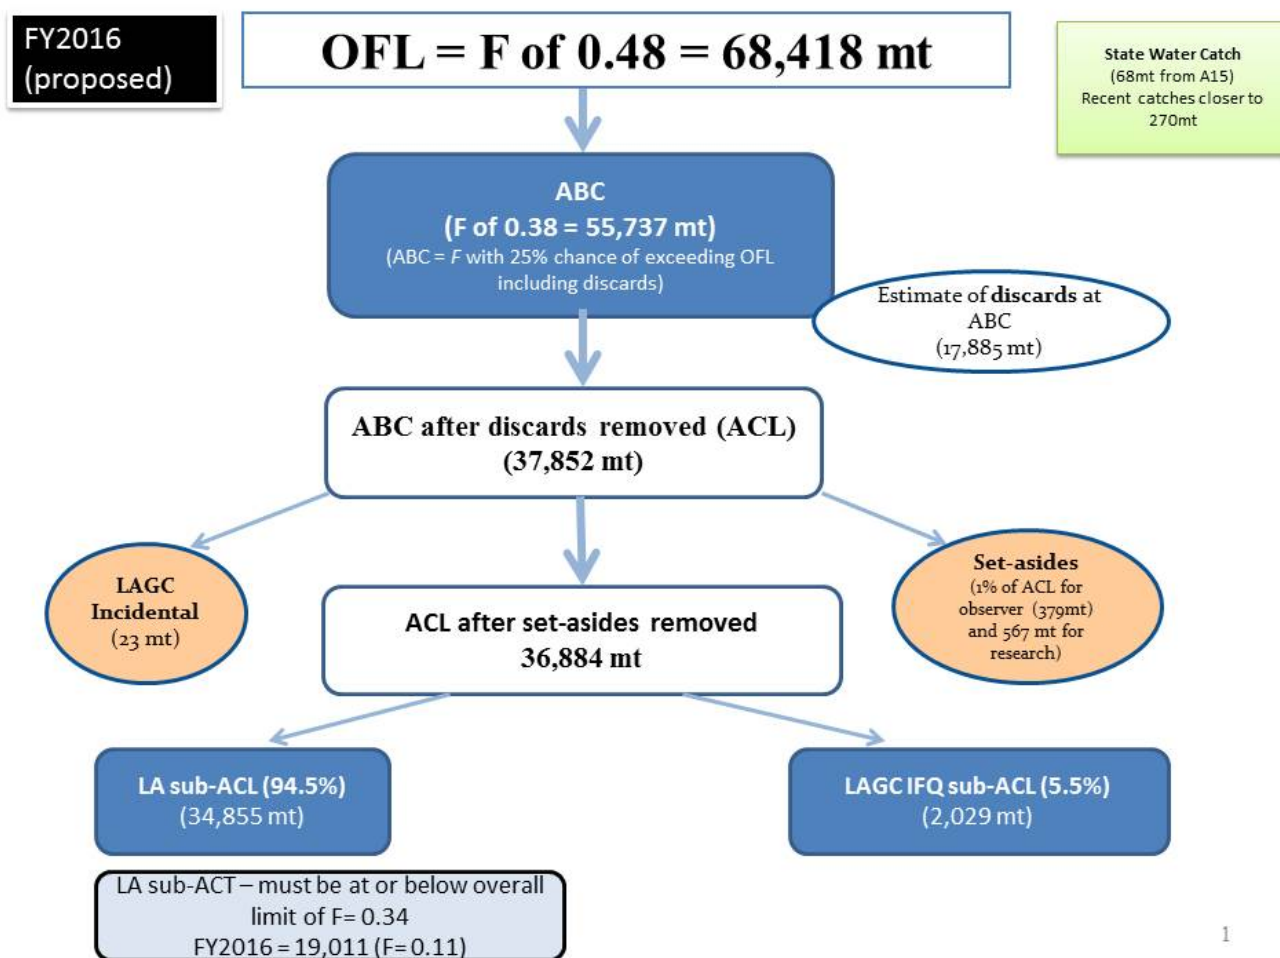 FY2016
(proposed)
OFL = F of 0.48 = 68,418 mt
State Water Catch
(68mt from A15)
Recent catches closer to
270mt
ABC
(F of 0.38 = 55,737 mt)
(ABC = F with 25% chance of exceeding OFL
including discards)
Estimate of discards at
ABC
(17,885 mt)
ABC after discards removed (ACL)
(37,852 mt)
LAGC
Incidental
(23 mt)
ACL after set-asides removed
36,884 mt
Set-asides
(1% of ACL for
observer (379mt)
and 567 mt for
research)
LA sub-ACL (94.5%)
(34,855 mt)
LAGC IFQ sub-ACL (5.5%)
(2,029 mt)
LA sub-ACT – must be at or below overall
limit of F= 0.34
FY2016 = 19,011 (F= 0.11)
1